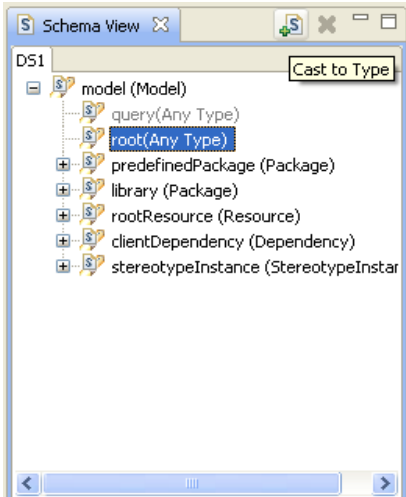 Schema View
DS1
Cast to Type
model (Model)
query(Any Type)
root(Any Type)
predefinedPackage (Package)
library (Package)
rootResource (Resource)
clientDependency (Dependency)
stereotypeInstance (StereotypeInstar